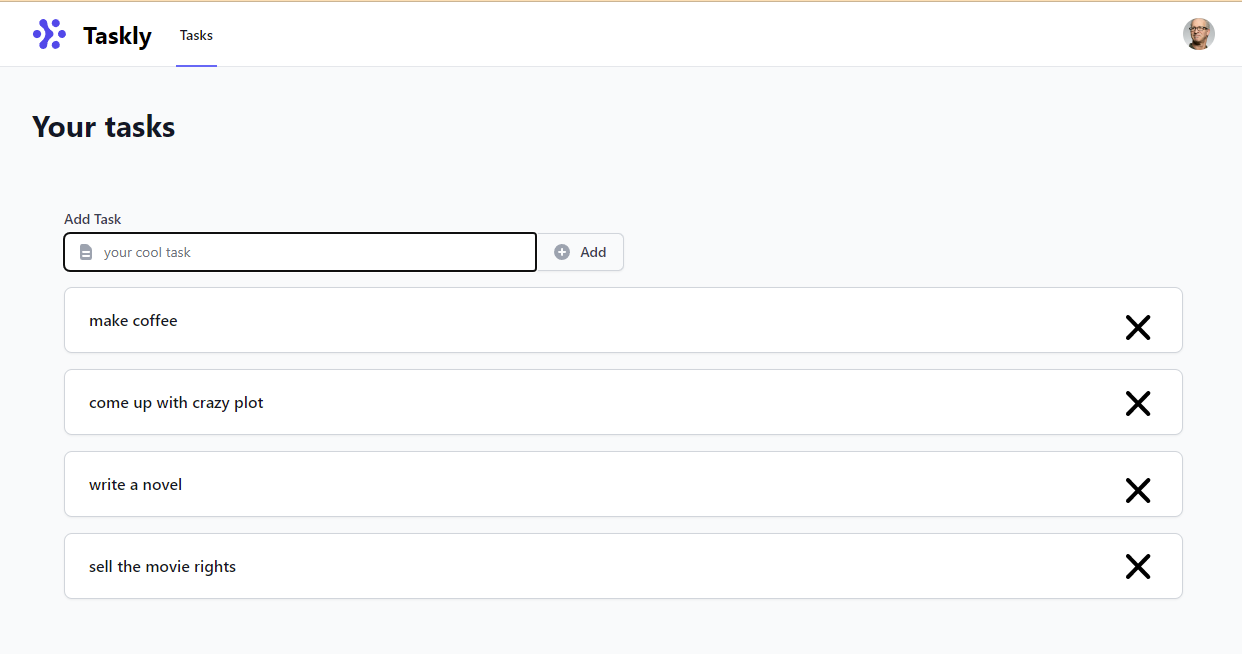 Taskly
Tasks
Your tasks
Add Task
your cool task
Add
make coffee
come up with crazy plot
write a novel
sell the movie rights